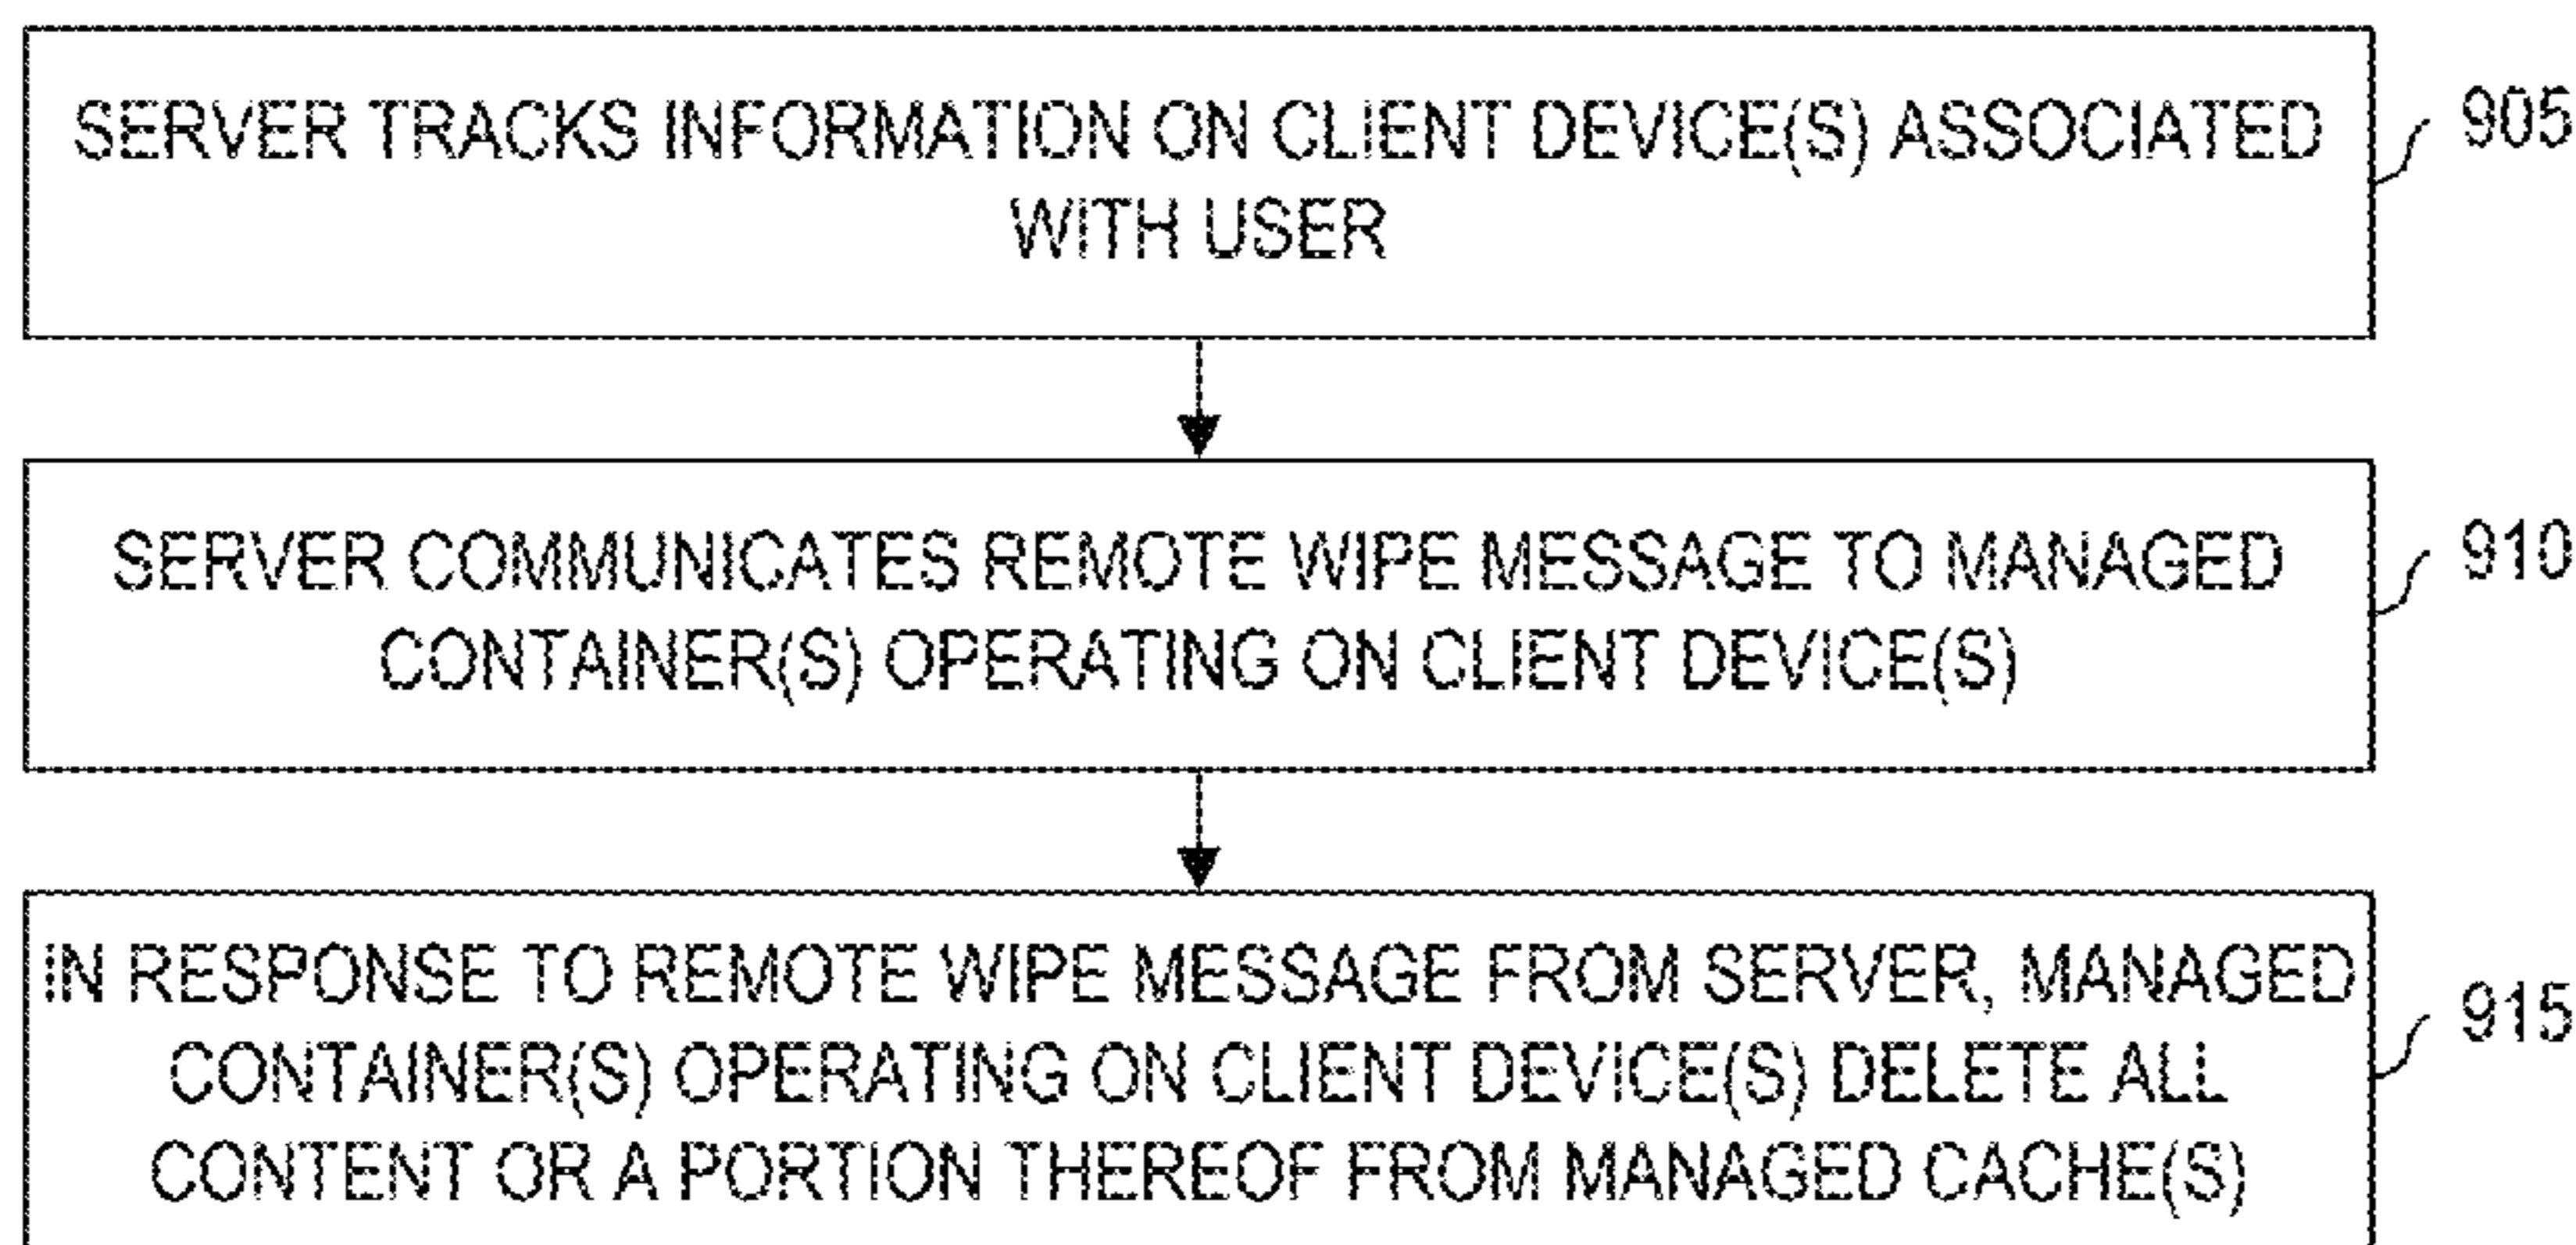 SERVER TRACKS INFORMATION ON CLIENT DEVICE(S) ASSOCIATED
WITH USER
905
SERVER COMMUNICATES REMOTE WIPE MESSAGE TO MANAGED
CONTAINER(S) OPERATING ON CLIENT DEVICE(S)
910
IN RESPONSE TO REMOTE WIPE MESSAGE FROM SERVER, MANAGED
CONTAINER(S) OPERATING ON CLIENT DEVICE(S) DELETE ALL
CONTENT OR A PORTION THEREOF FROM MANAGED CACHE(S)
915